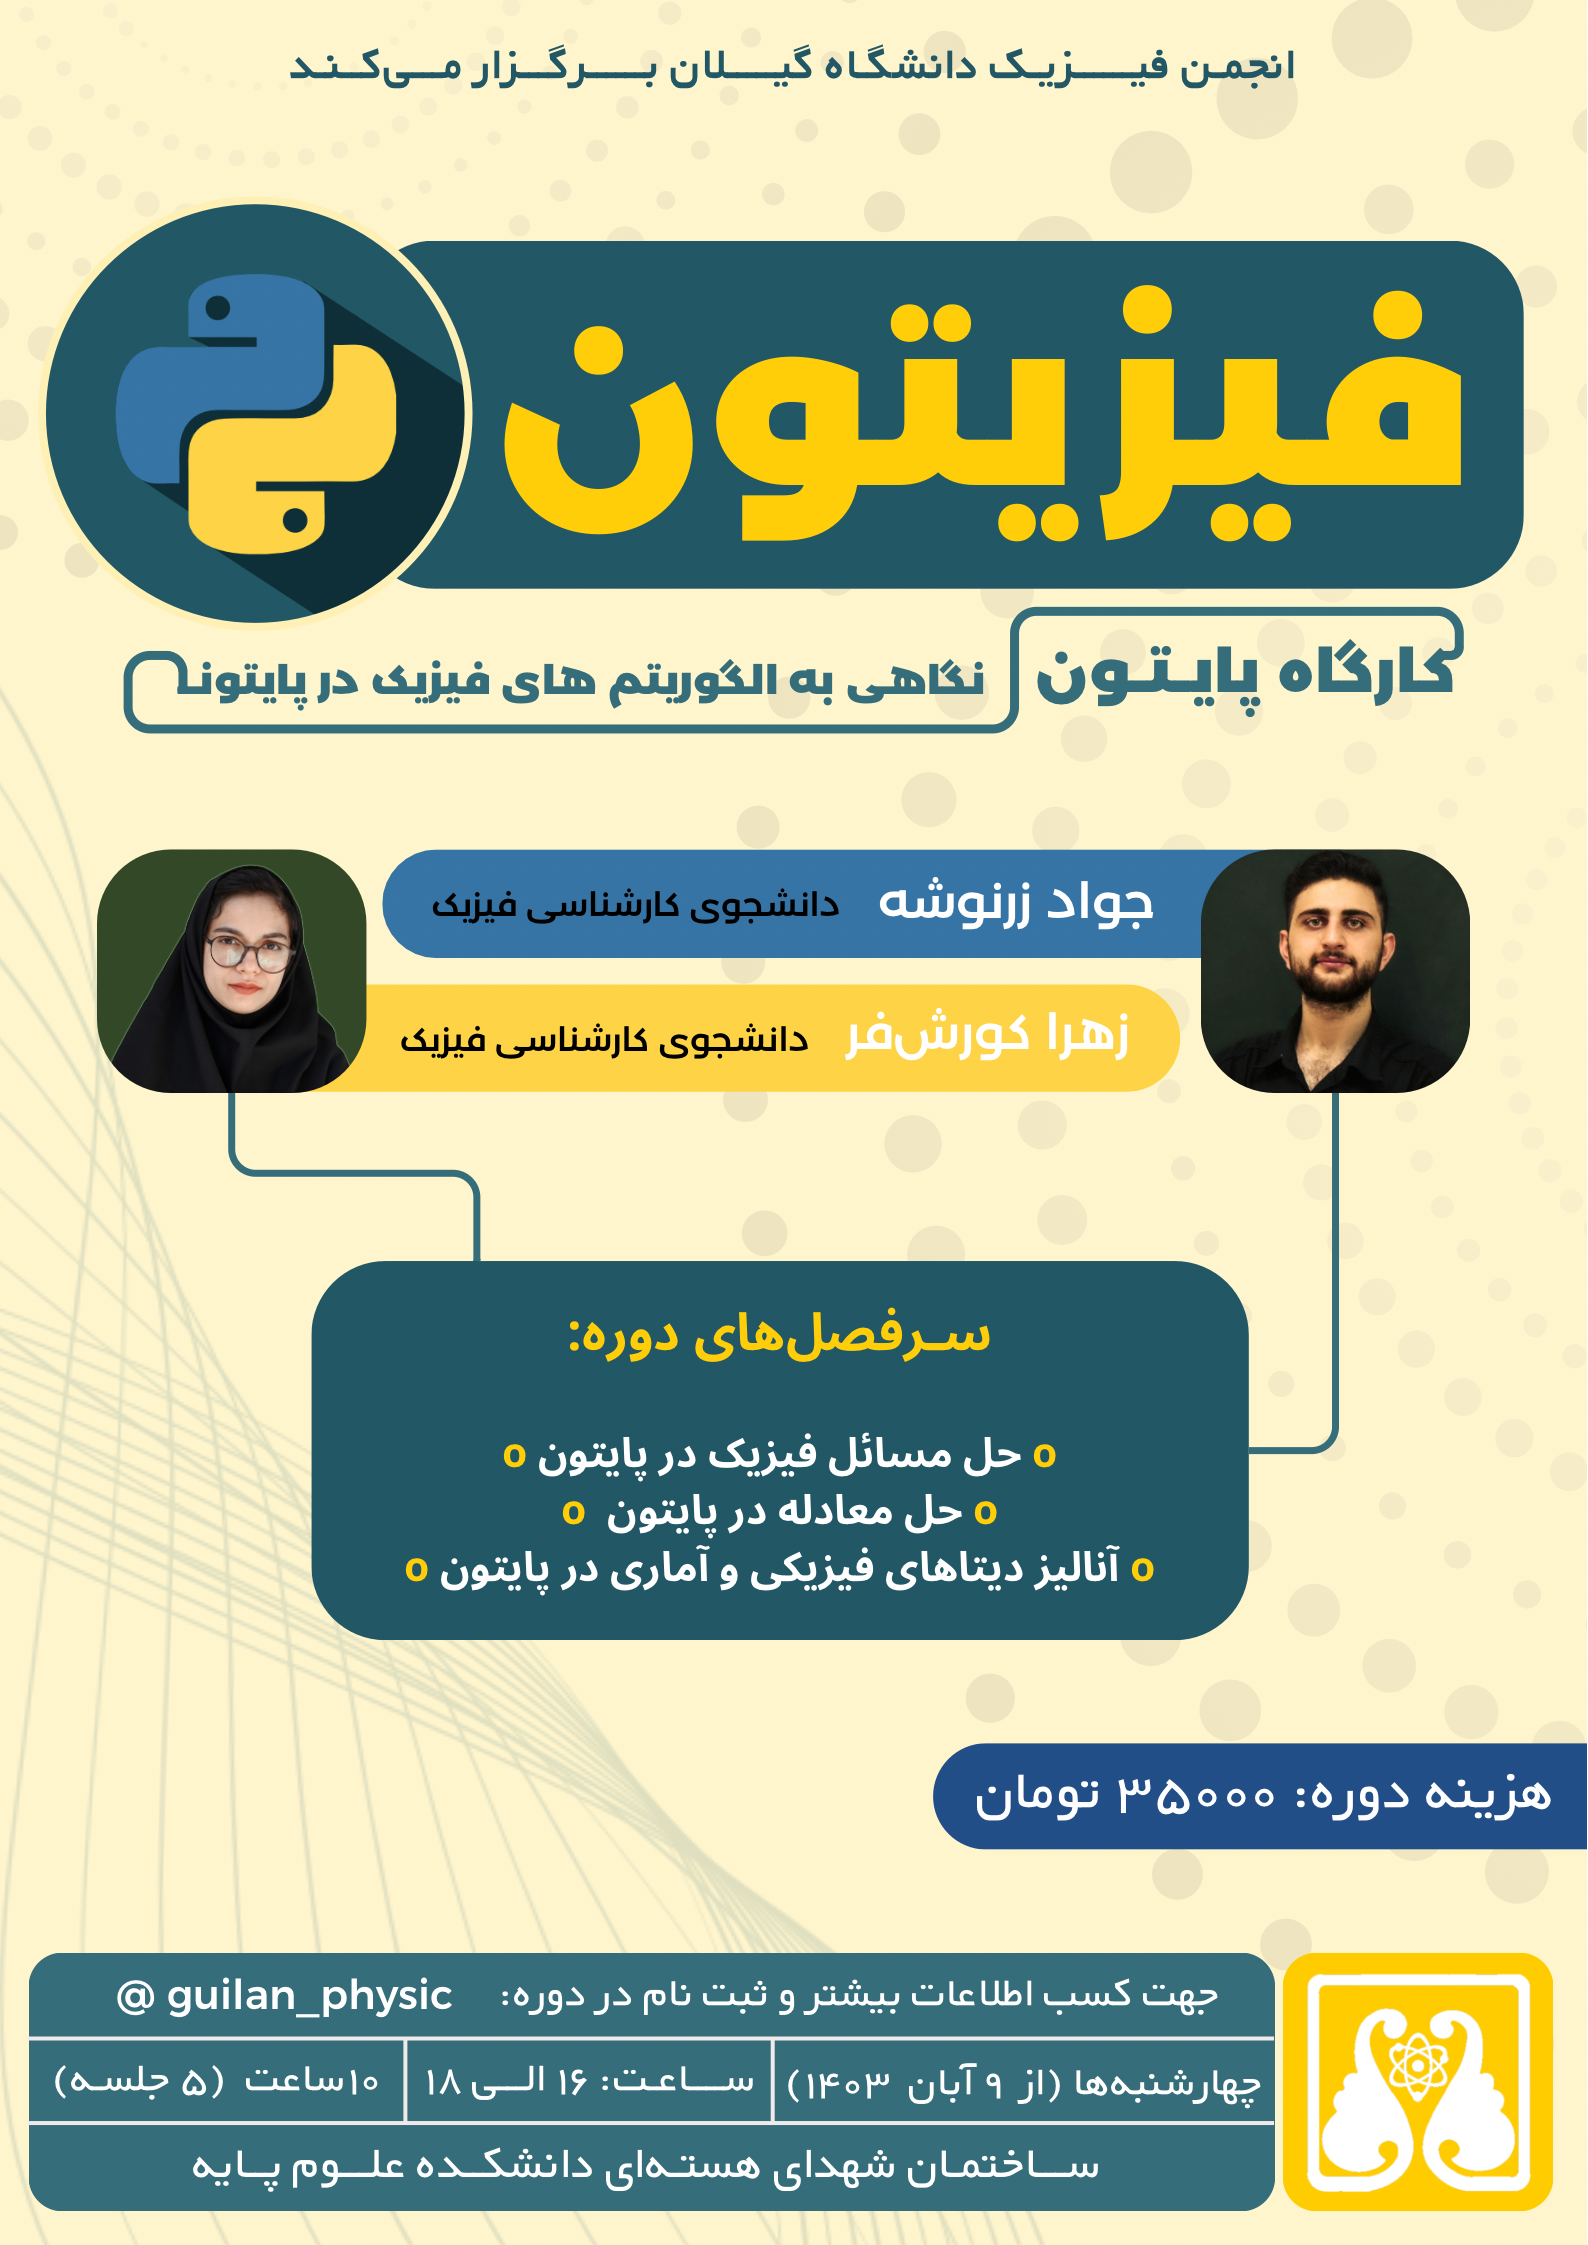 انجمن فیزیک دانشگاه گیلان برگزار می‌کند
فیزیتون
کارگاه پایتون
نگاهی به الگوریتم های فیزیک در پایتون
جواد زرنوشه دانشجوی کارشناسی فیزیک
زهرا کورش‌فر دانشجوی کارشناسی فیزیک
سرفصل‌های دوره:
o حل مسائل فیزیک در پایتون o
o حل معادله در پایتون o
o آنالیز دیتاهای فیزیکی و آماری در پایتون o
هزینه دوره: ۳۵۰۰۰ تومان
جهت کسب اطلاعات بیشتر و ثبت نام در دوره: @ guilan_physic
چهارشنبه‌ها (از ۹ آبان ۱۴۰۳)
ساعت: ۱۶ الی ۱۸
۱۰ساعت (۵ جلسه)
ساختمان شهدای هسته‌ای دانشکده علوم پایه